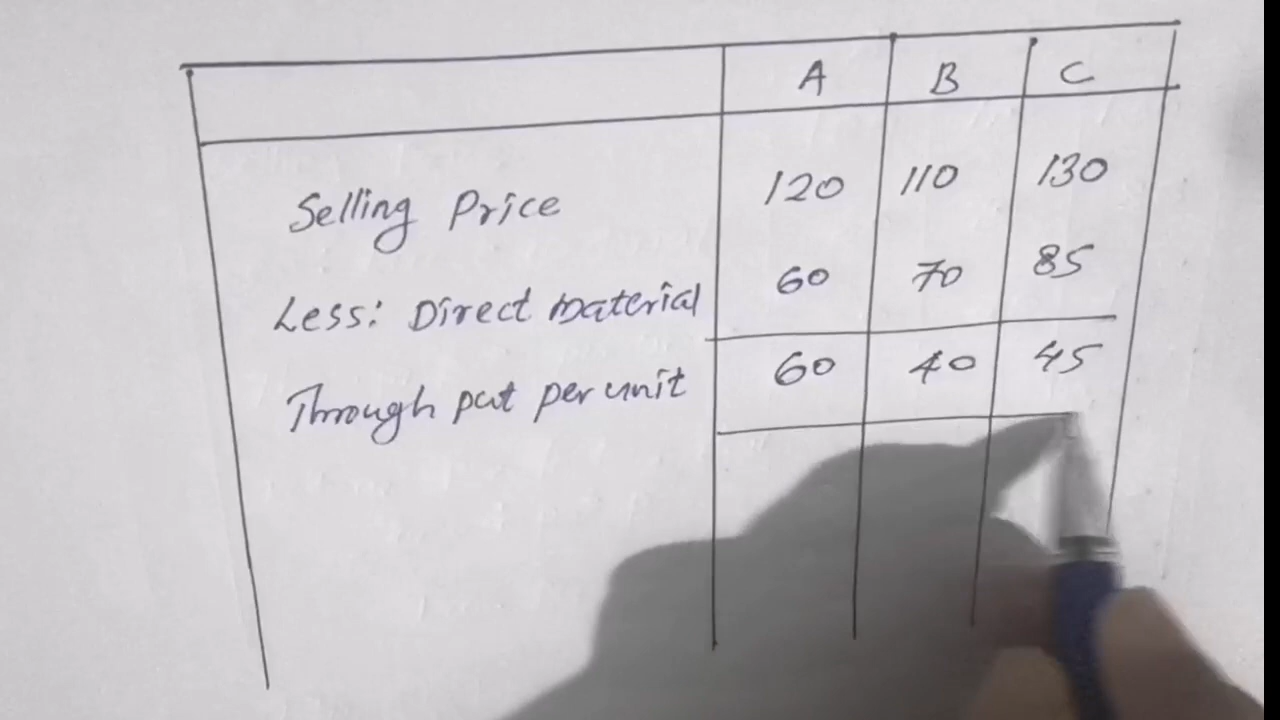 A B C
Selling Price 120 110 130
Less: Direct material 60 70 85
Through put per unit 60 40 45